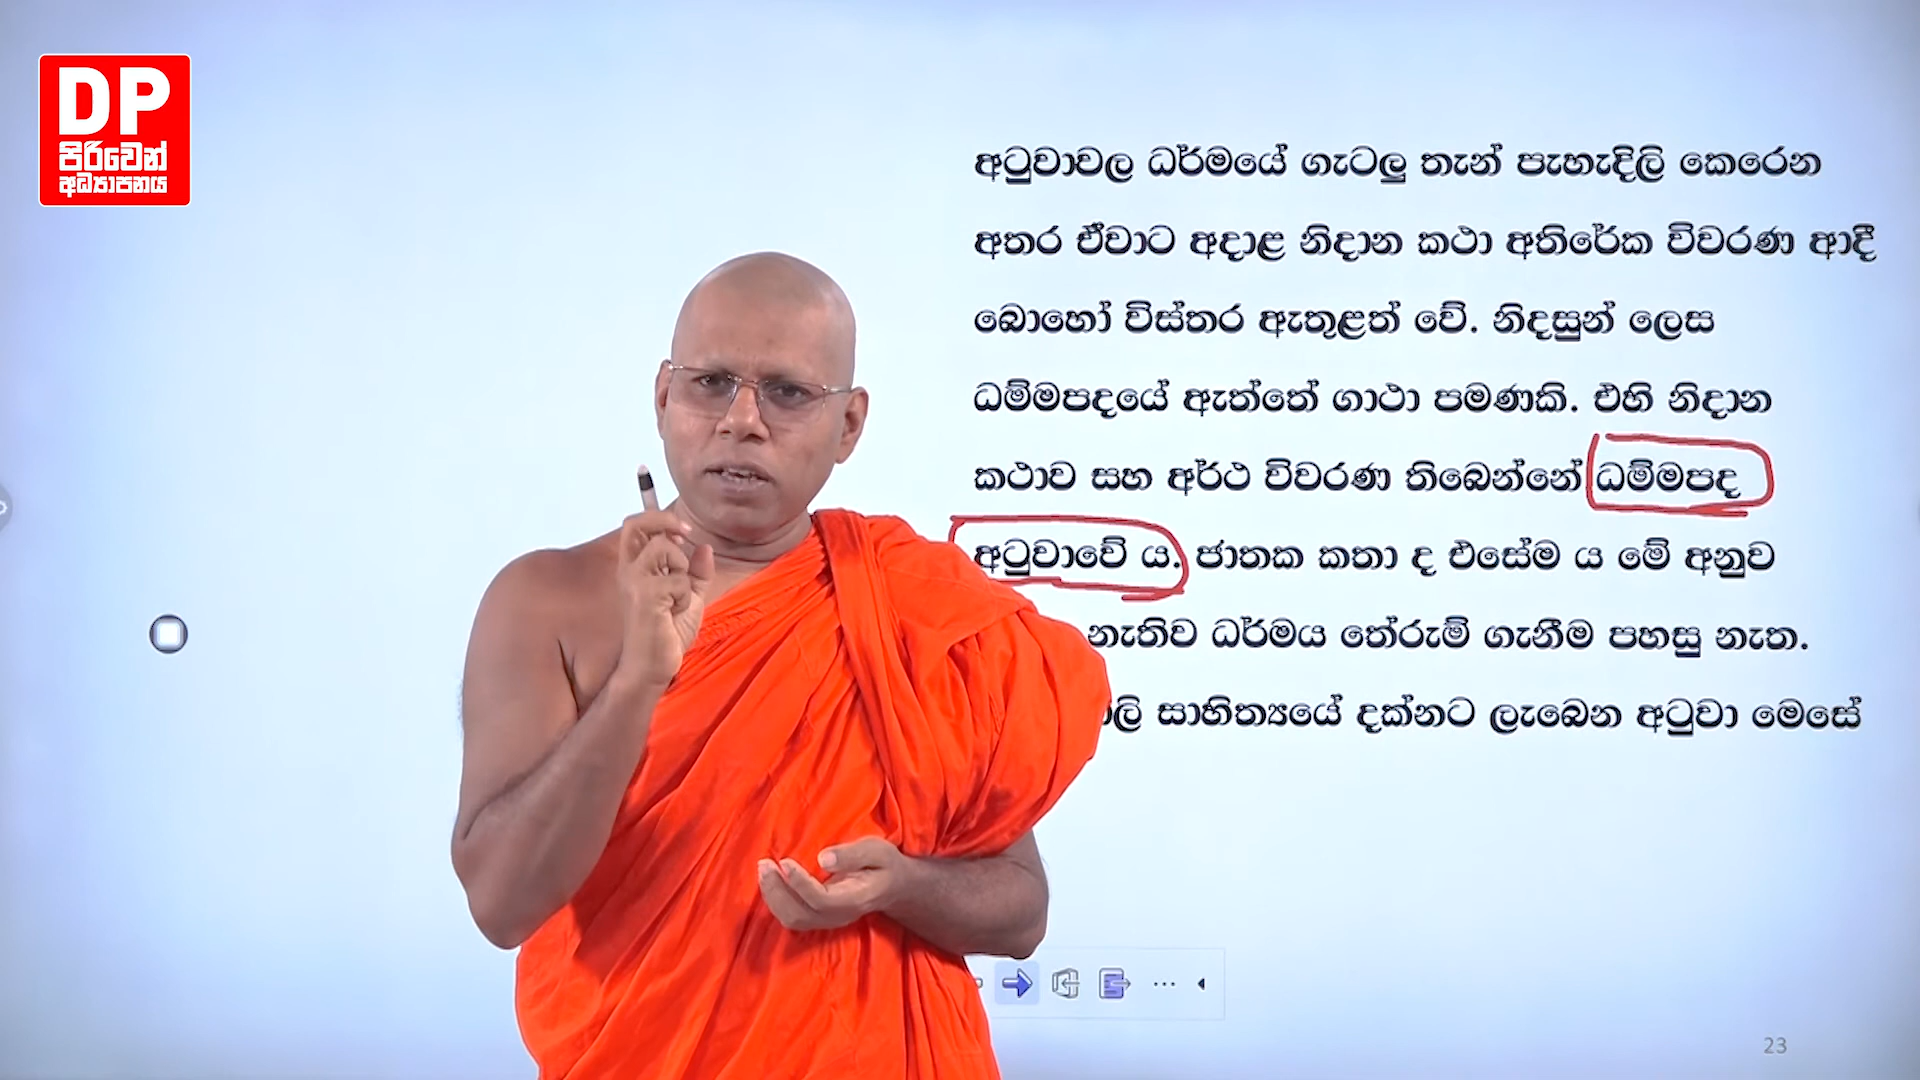 DP
පිරිවෙන්
අධ්‍යාපනය
අටුවාවල ධර්මයේ ගැටලු තැන් පැහැදිලි කෙරෙන
අතර ඒවාට අදාළ නිදාන කථා අතිරේක විවරණ ආදී
බොහෝ විස්තර ඇතුළත් වේ. නිදසුන් ලෙස
ධම්මපදයේ ඇත්තේ ගාථා පමණකි. එහි නිදාන
කථාව සහ අර්ථ විවරණ තිබෙන්නේ ධම්මපද
අටුවාවේ ය. ජාතක කතා ද එසේම ය මේ අනුව
නැතිව ධර්මය තේරුම් ගැනීම පහසු නැත.
සාහිත්‍යයේ දක්නට ලැබෙන අටුවා මෙසේ
23